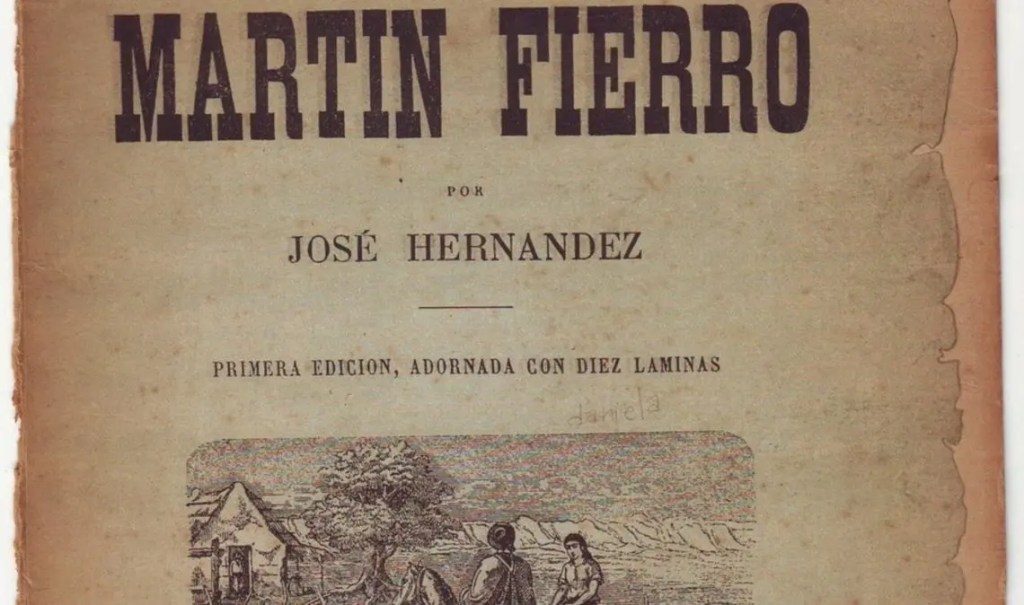 MARTIN FIERRO
POR
JOSÉ HERNANDEZ
PRIMERA EDICION, ADORNADA CON DIEZ LAMINAS
daniela